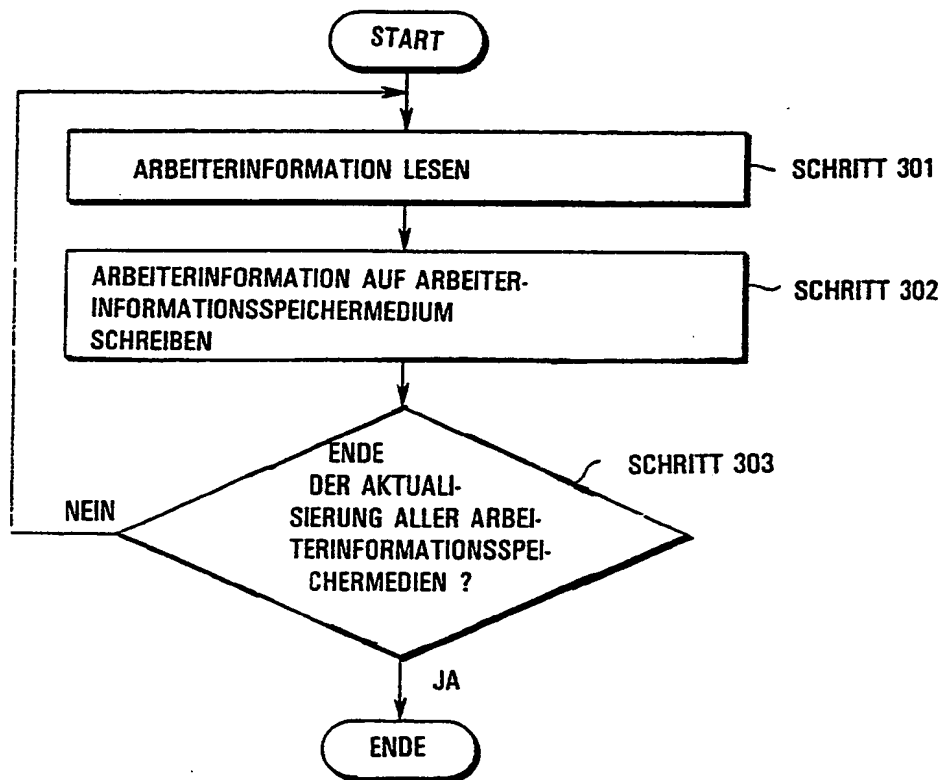 START
ARBEITERINFORMATION LESEN
SCHRITT 301
ARBEITERINFORMATION AUF ARBEITER-
INFORMATIONSSPEICHERMEDIUM
SCHREIBEN
SCHRITT 302
ENDE
DER AKTUALI-
SIERUNG ALLER ARBEI-
TERINFORMATIONSSPEI-
CHERMEDIEN ?
SCHRITT 303
NEIN
JA
ENDE